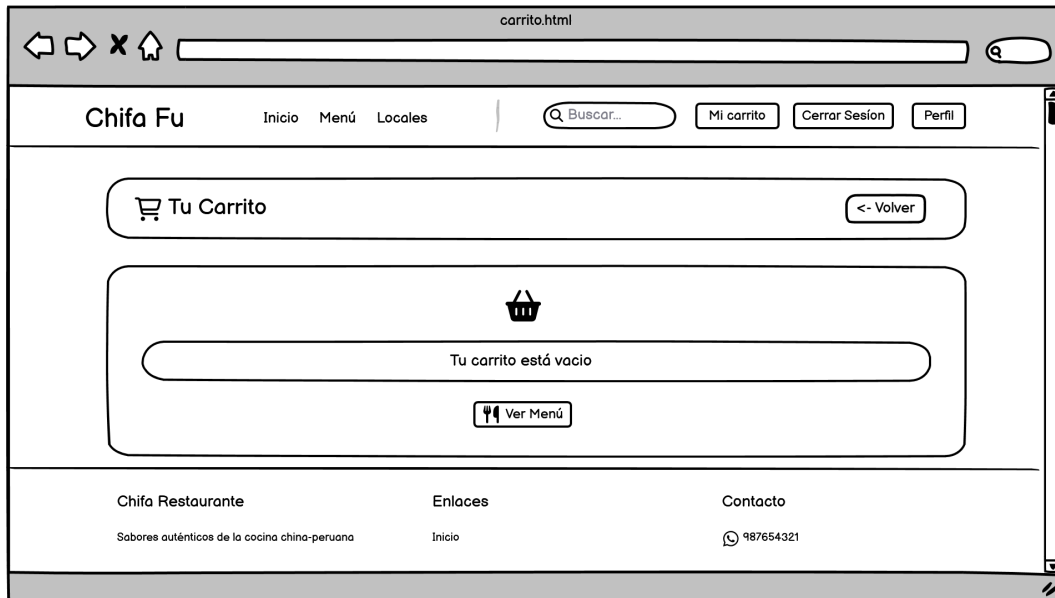 carrito.html
Chifa Fu
Inicio Menú Locales
Buscar...
Mi carrito
Cerrar Sesíon
Perfil
Tu Carrito
<- Volver
Tu carrito está vacio
Ver Menú
Chifa Restaurante
Enlaces
Contacto
Sabores auténticos de la cocina china-peruana
Inicio
987654321